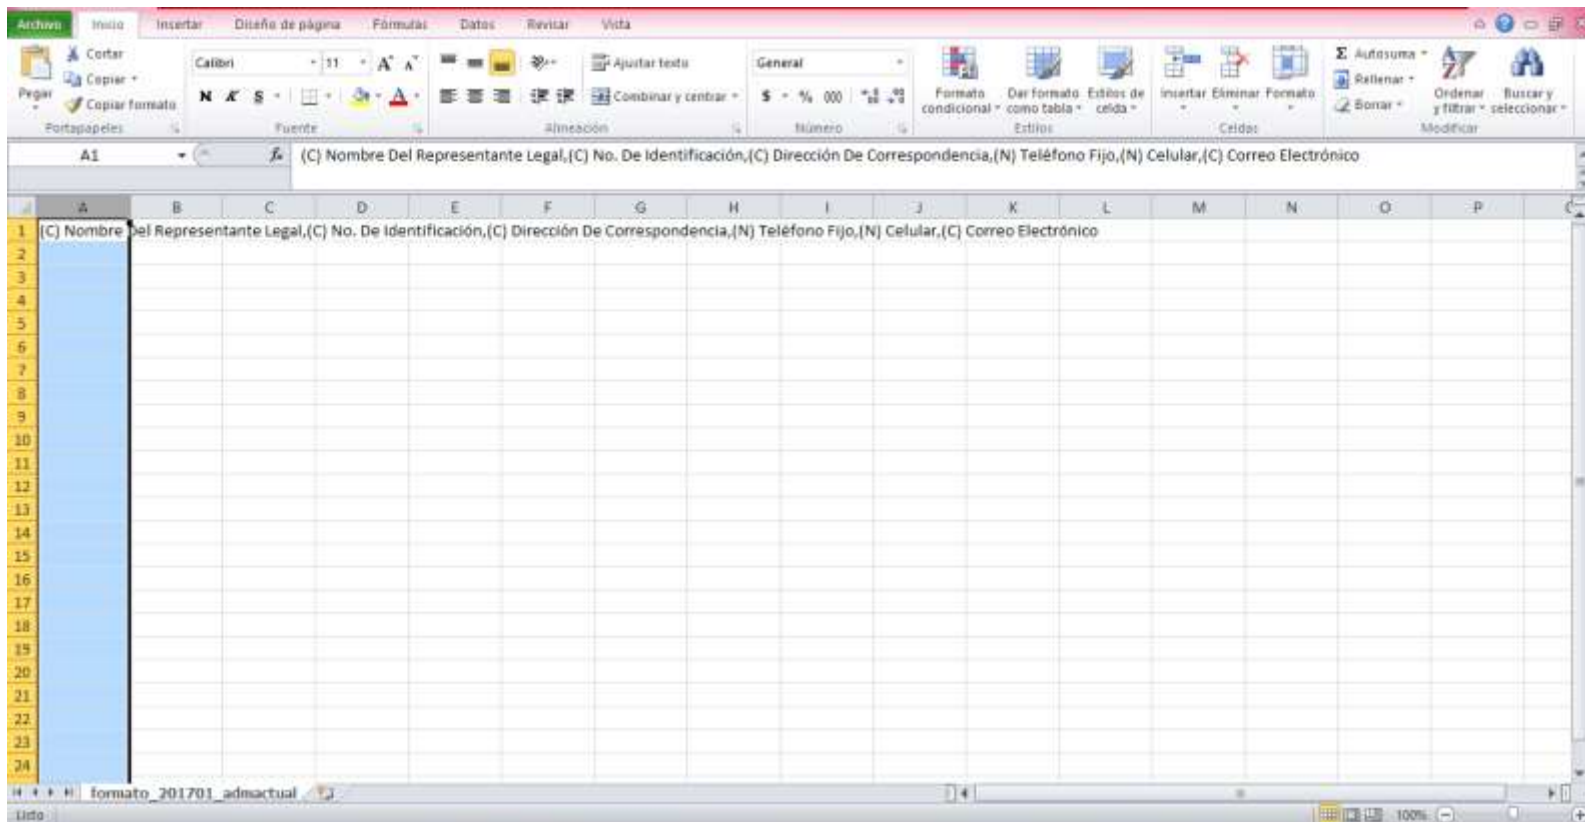 Archivo Inicio Insertar Diseño de página Fórmulas Datos Revisar Vista
Cortar
Copiar
Copiar formato
Pegar
Portapapeles
Calibri 11 A A
N K S A
Fuente
Ajustar texto
Combinar y centrar
Alineación
General
$ % 000
Número
Formato condicional
Dar formato como tabla
Estilos de celda
Estilos
Insertar Eliminar Formato
Celdas
Σ Autosuma
Rellenar
Borrar
Ordenar y filtrar
Buscar y seleccionar
Modificar
A1 fx (C) Nombre Del Representante Legal,(C) No. De Identificación,(C) Dirección De Correspondencia,(N) Teléfono Fijo,(N) Celular,(C) Correo Electrónico
A B C D E F G H I J K L M N O P
1 (C) Nombre Del Representante Legal,(C) No. De Identificación,(C) Dirección De Correspondencia,(N) Teléfono Fijo,(N) Celular,(C) Correo Electrónico
2
3
4
5
6
7
8
9
10
11
12
13
14
15
16
17
18
19
20
21
22
23
24
formato_201701_admactual
Listo 100%